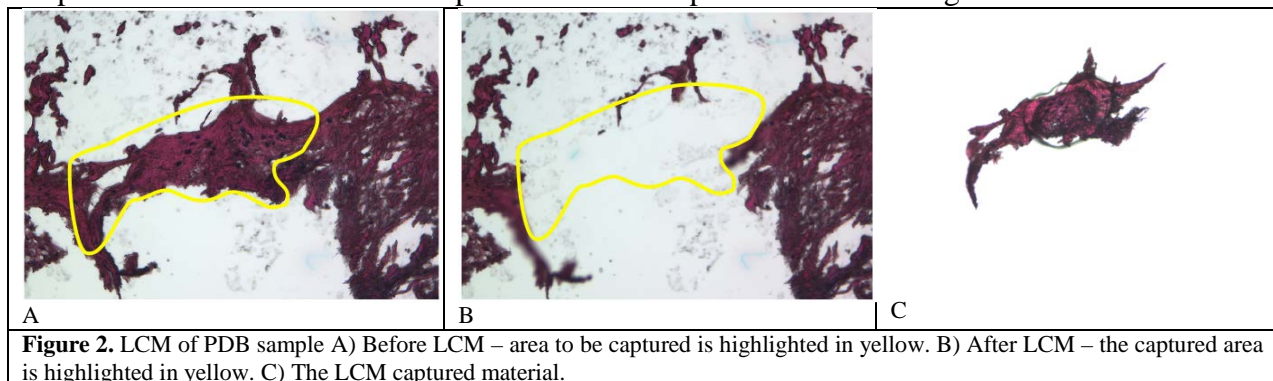 A
B
C
Figure 2. LCM of PDB sample A) Before LCM – area to be captured is highlighted in yellow. B) After LCM – the captured area
is highlighted in yellow. C) The LCM captured material.